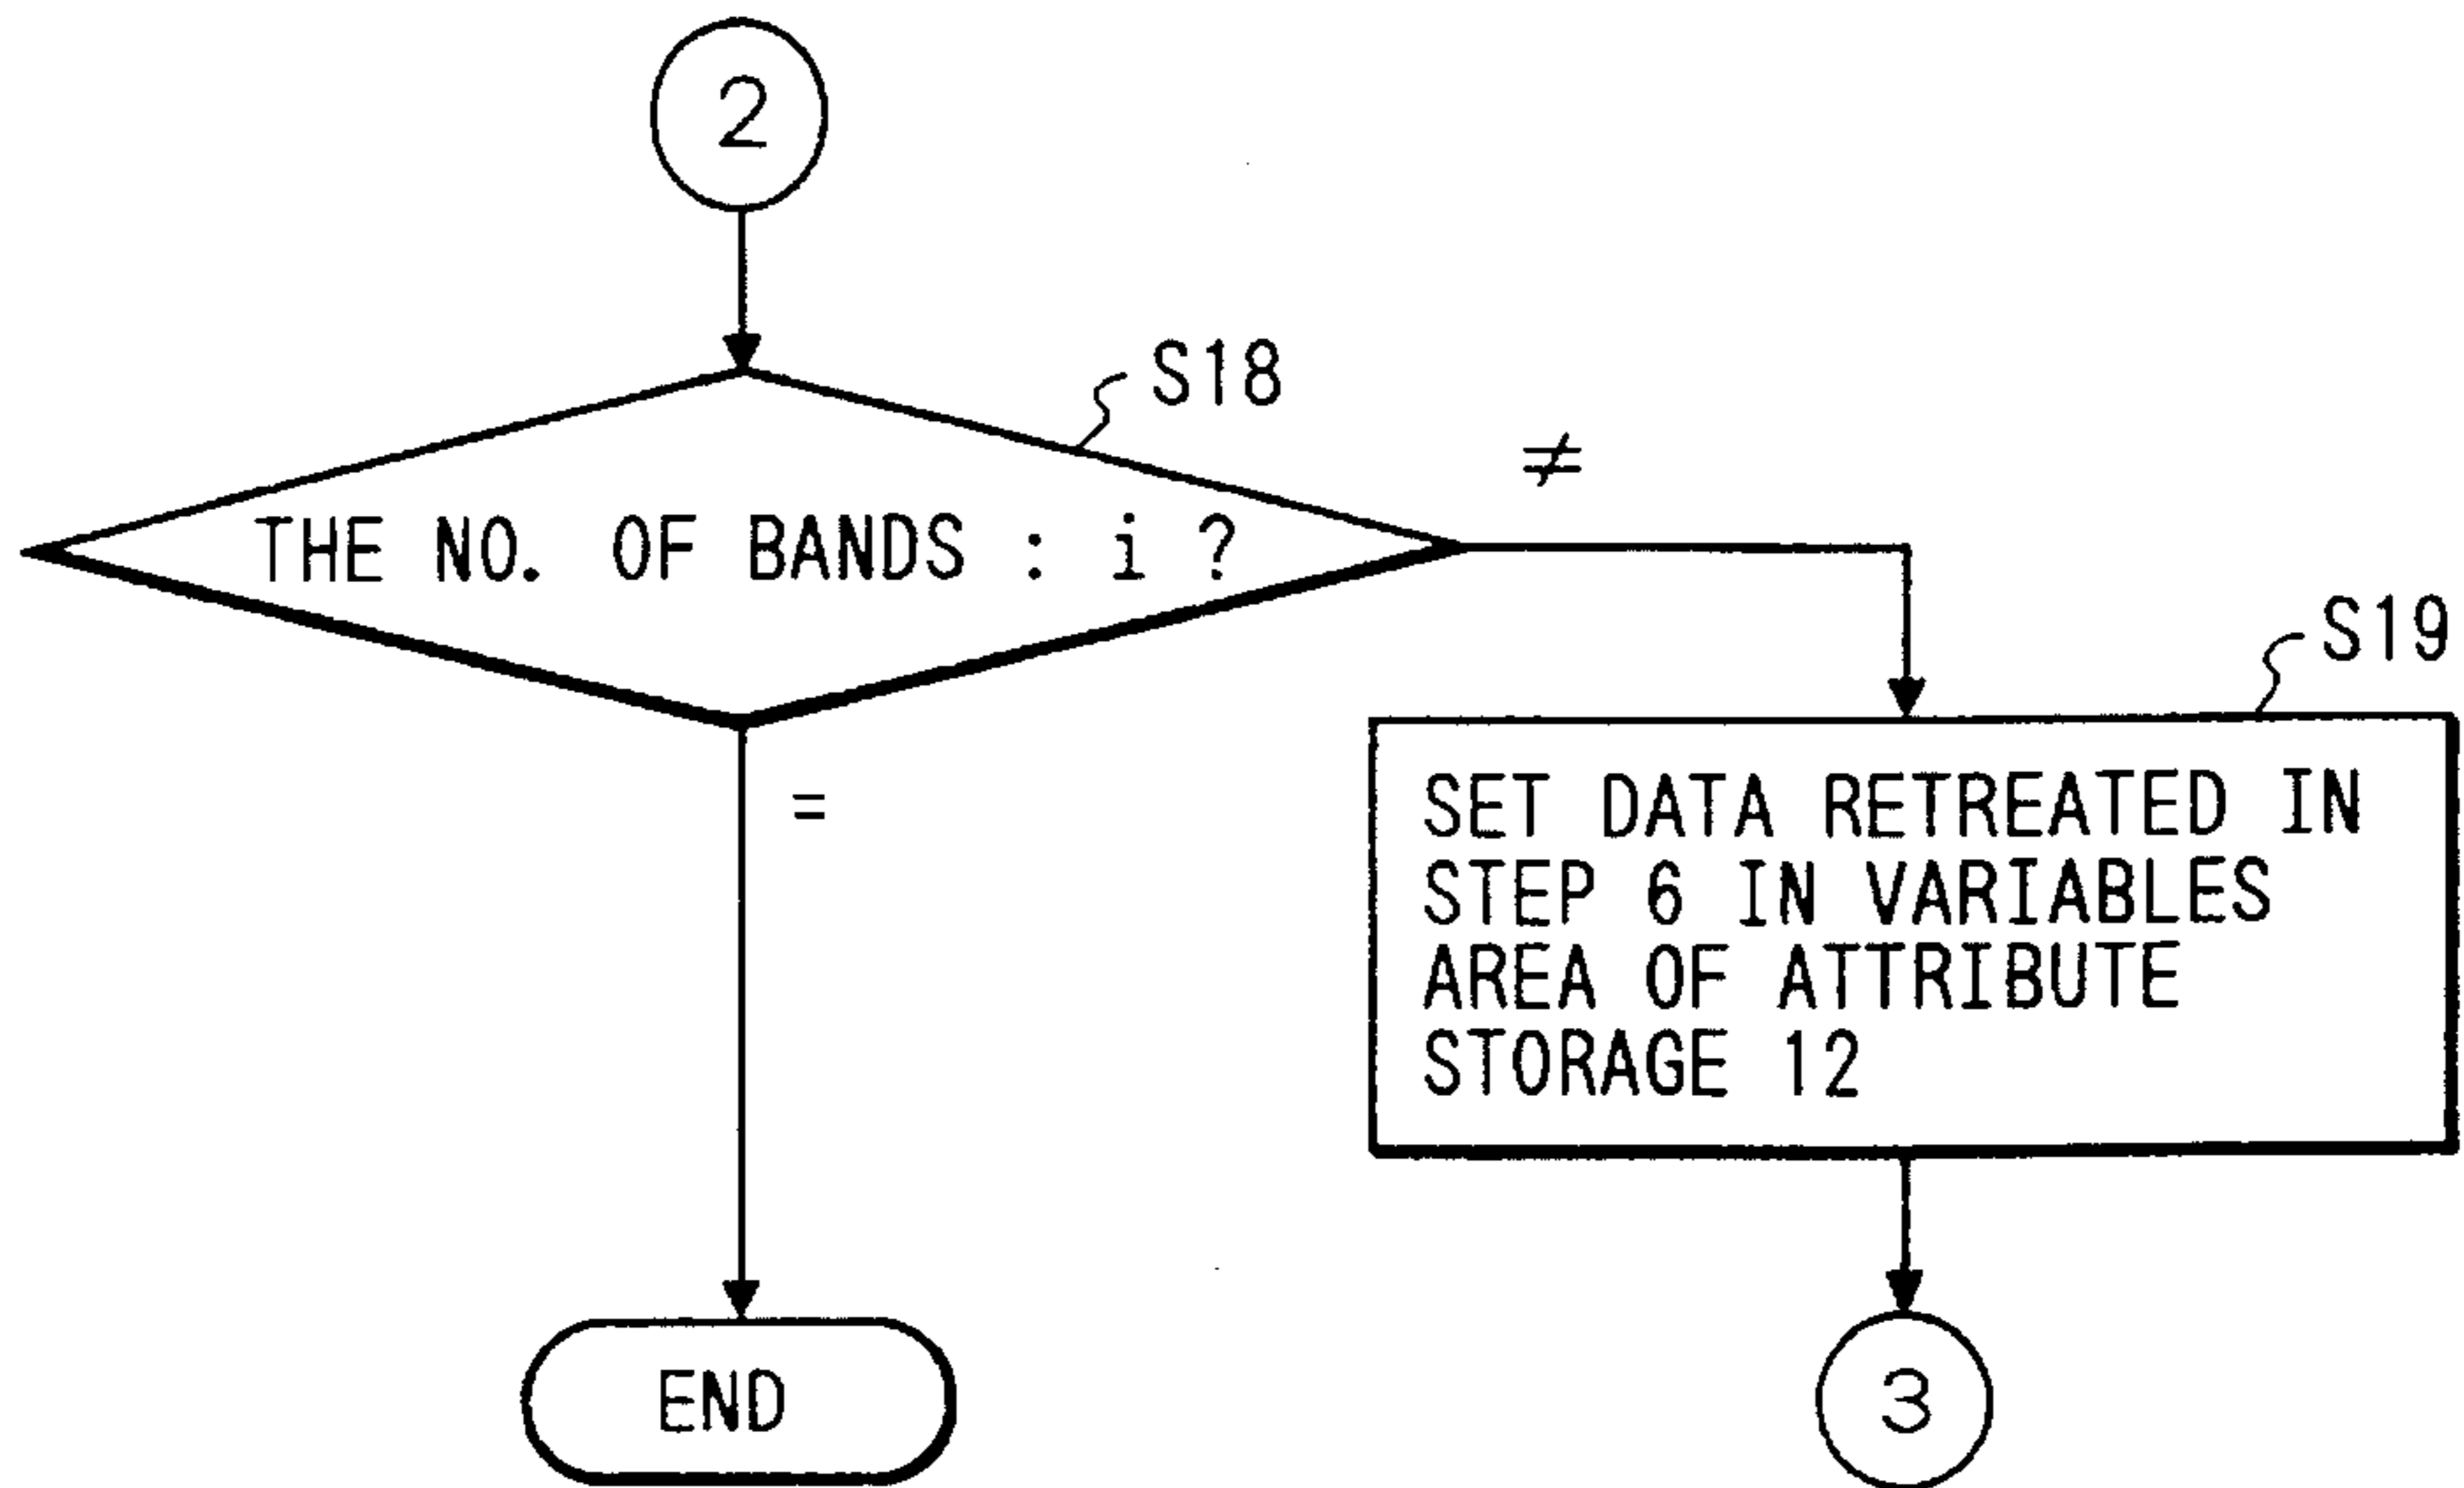 2
S18
≠
THE NO. OF BANDS : i ?
S19
=
SET DATA RETREATED IN
STEP 6 IN VARIABLES
AREA OF ATTRIBUTE
STORAGE 12
END
3